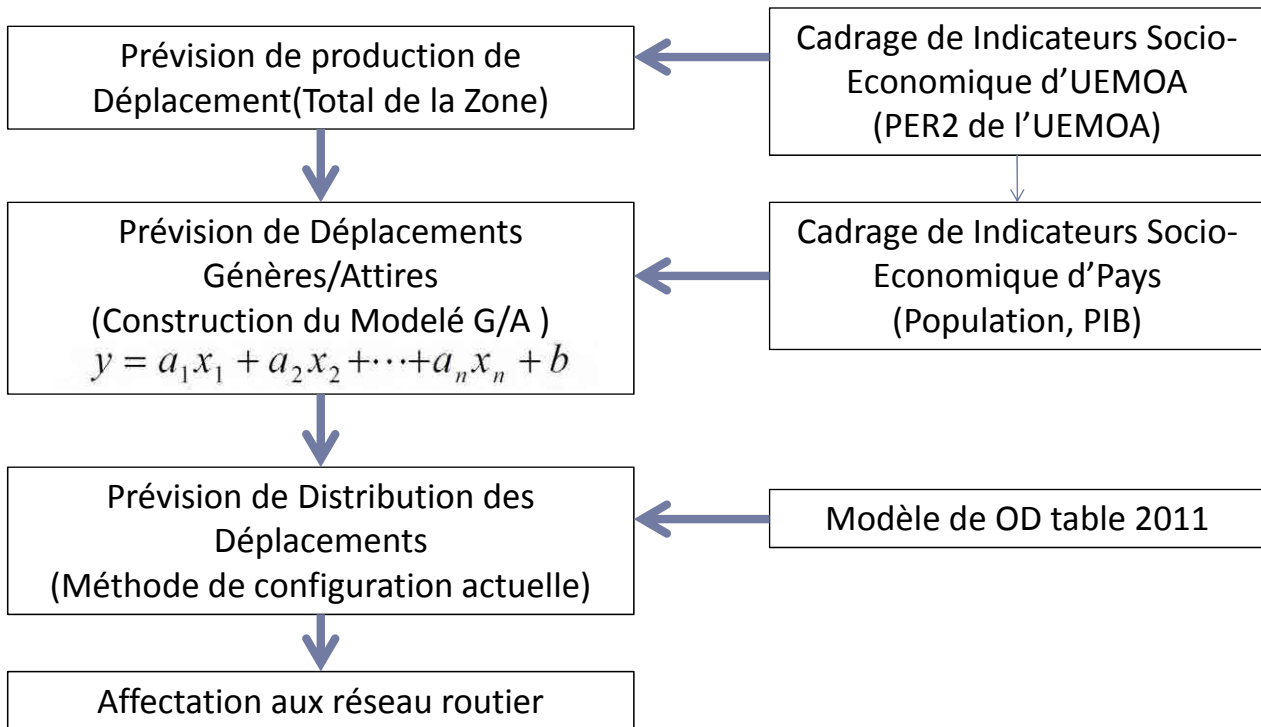 Prévision de production de
Déplacement(Total de la Zone)
Cadrage de Indicateurs Socio-
Economique d’UEMOA
(PER2 de l’UEMOA)
Prévision de Déplacements
Génères/Attires
(Construction du Modelé G/A )
y = a₁x₁ + a₂x₂ +···+ aₙxₙ + b
Cadrage de Indicateurs Socio-
Economique d’Pays
(Population, PIB)
Prévision de Distribution des
Déplacements
(Méthode de configuration actuelle)
Modèle de OD table 2011
Affectation aux réseau routier